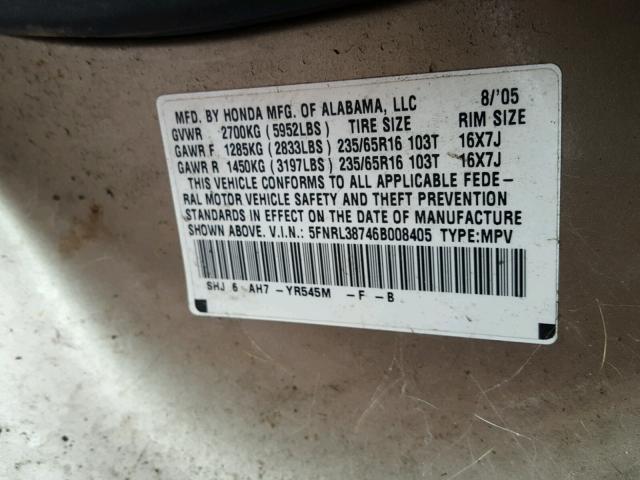 MFD. BY HONDA MFG. OF ALABAMA, LLC 8/'05
GVWR 2700KG (5952LBS) TIRE SIZE RIM SIZE
GAWR F 1285KG (2833LBS) 235/65R16 103T 16X7J
GAWR R 1450KG (3197LBS) 235/65R16 103T 16X7J
THIS VEHICLE CONFORMS TO ALL APPLICABLE FEDE-
RAL MOTOR VEHICLE SAFETY AND THEFT PREVENTION
STANDARDS IN EFFECT ON THE DATE OF MANUFACTURE
SHOWN ABOVE. V.I.N.: 5FNRL38746B008405 TYPE:MPV
SHJ 6 AH7 -YR545M -F -B